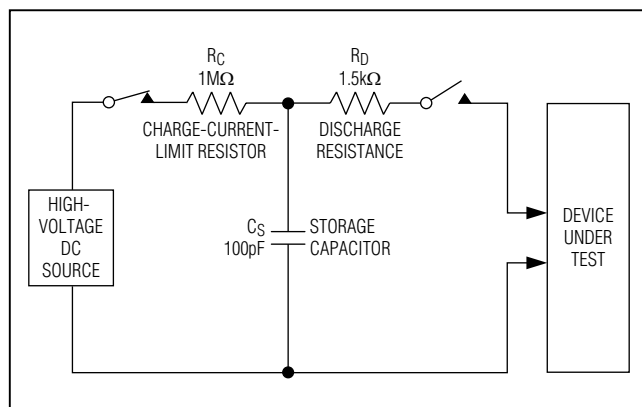 RC
1MΩ
CHARGE-CURRENT-
LIMIT RESISTOR
RD
1.5kΩ
DISCHARGE
RESISTANCE
HIGH-
VOLTAGE
DC
SOURCE
CS
100pF
STORAGE
CAPACITOR
DEVICE
UNDER
TEST